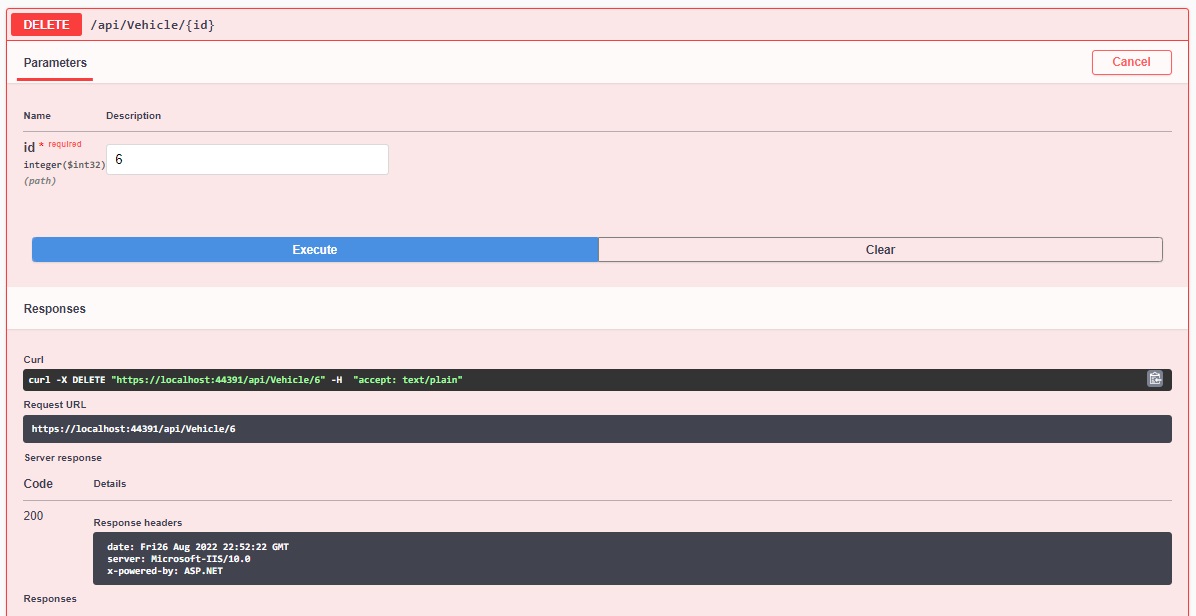 DELETE /api/Vehicle/{id}
Parameters Cancel
Name Description
id * required
integer($int32)
(path)
6
Execute Clear
Responses
Curl
curl -X DELETE "https://localhost:44391/api/Vehicle/6" -H  "accept: text/plain"
Request URL
https://localhost:44391/api/Vehicle/6
Server response
Code Details
200
Response headers
date: Fri26 Aug 2022 22:52:22 GMT
server: Microsoft-IIS/10.0
x-powered-by: ASP.NET
Responses